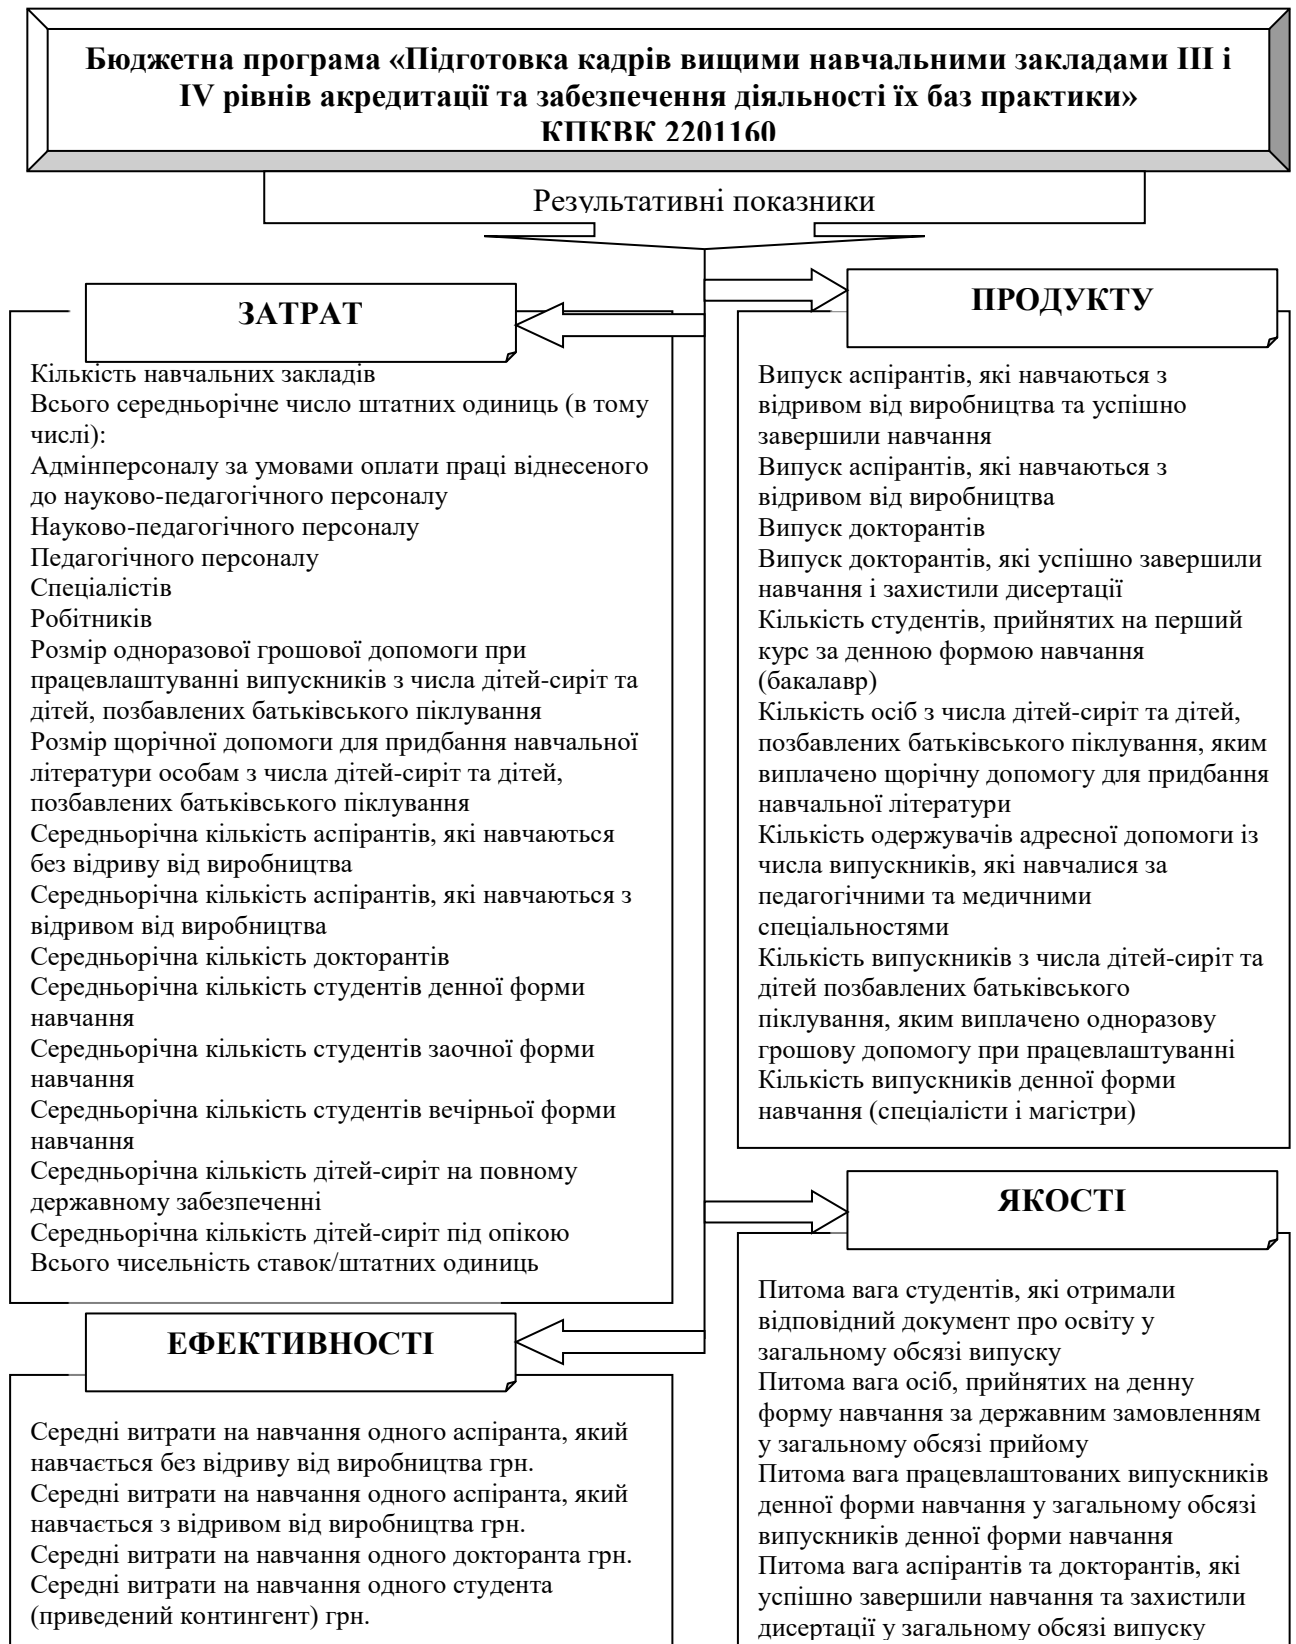 Бюджетна програма «Підготовка кадрів вищими навчальними закладами ІІІ і
IV рівнів акредитації та забезпечення діяльності їх баз практики»
КПКВК 2201160
Результативні показники
ЗАТРАТ
Кількість навчальних закладів
Всього середньорічне число штатних одиниць (в тому
числі):
Адмінперсоналу за умовами оплати праці віднесеного
до науково-педагогічного персоналу
Науково-педагогічного персоналу
Педагогічного персоналу
Спеціалістів
Робітників
Розмір одноразової грошової допомоги при
працевлаштуванні випускників з числа дітей-сиріт та
дітей, позбавлених батьківського піклування
Розмір щорічної допомоги для придбання навчальної
літератури особам з числа дітей-сиріт та дітей,
позбавлених батьківського піклування
Середньорічна кількість аспірантів, які навчаються
без відриву від виробництва
Середньорічна кількість аспірантів, які навчаються з
відривом від виробництва
Середньорічна кількість докторантів
Середньорічна кількість студентів денної форми
навчання
Середньорічна кількість студентів заочної форми
навчання
Середньорічна кількість студентів вечірньої форми
навчання
Середньорічна кількість дітей-сиріт на повному
державному забезпеченні
Середньорічна кількість дітей-сиріт під опікою
Всього чисельність ставок/штатних одиниць
ПРОДУКТУ
Випуск аспірантів, які навчаються з
відривом від виробництва та успішно
завершили навчання
Випуск аспірантів, які навчаються з
відривом від виробництва
Випуск докторантів
Випуск докторантів, які успішно завершили
навчання і захистили дисертації
Кількість студентів, прийнятих на перший
курс за денною формою навчання
(бакалавр)
Кількість осіб з числа дітей-сиріт та дітей,
позбавлених батьківського піклування, яким
виплачено щорічну допомогу для придбання
навчальної літератури
Кількість одержувачів адресної допомоги із
числа випускників, які навчалися за
педагогічними та медичними
спеціальностями
Кількість випускників з числа дітей-сиріт та
дітей позбавлених батьківського
піклування, яким виплачено одноразову
грошову допомогу при працевлаштуванні
Кількість випускників денної форми
навчання (спеціалісти і магістри)
ЕФЕКТИВНОСТІ
Середні витрати на навчання одного аспіранта, який
навчається без відриву від виробництва грн.
Середні витрати на навчання одного аспіранта, який
навчається з відривом від виробництва грн.
Середні витрати на навчання одного докторанта грн.
Середні витрати на навчання одного студента
(приведений контингент) грн.
ЯКОСТІ
Питома вага студентів, які отримали
відповідний документ про освіту у
загальному обсязі випуску
Питома вага осіб, прийнятих на денну
форму навчання за державним замовленням
у загальному обсязі прийому
Питома вага працевлаштованих випускників
денної форми навчання у загальному обсязі
випускників денної форми навчання
Питома вага аспірантів та докторантів, які
успішно завершили навчання та захистили
дисертації у загальному обсязі випуску